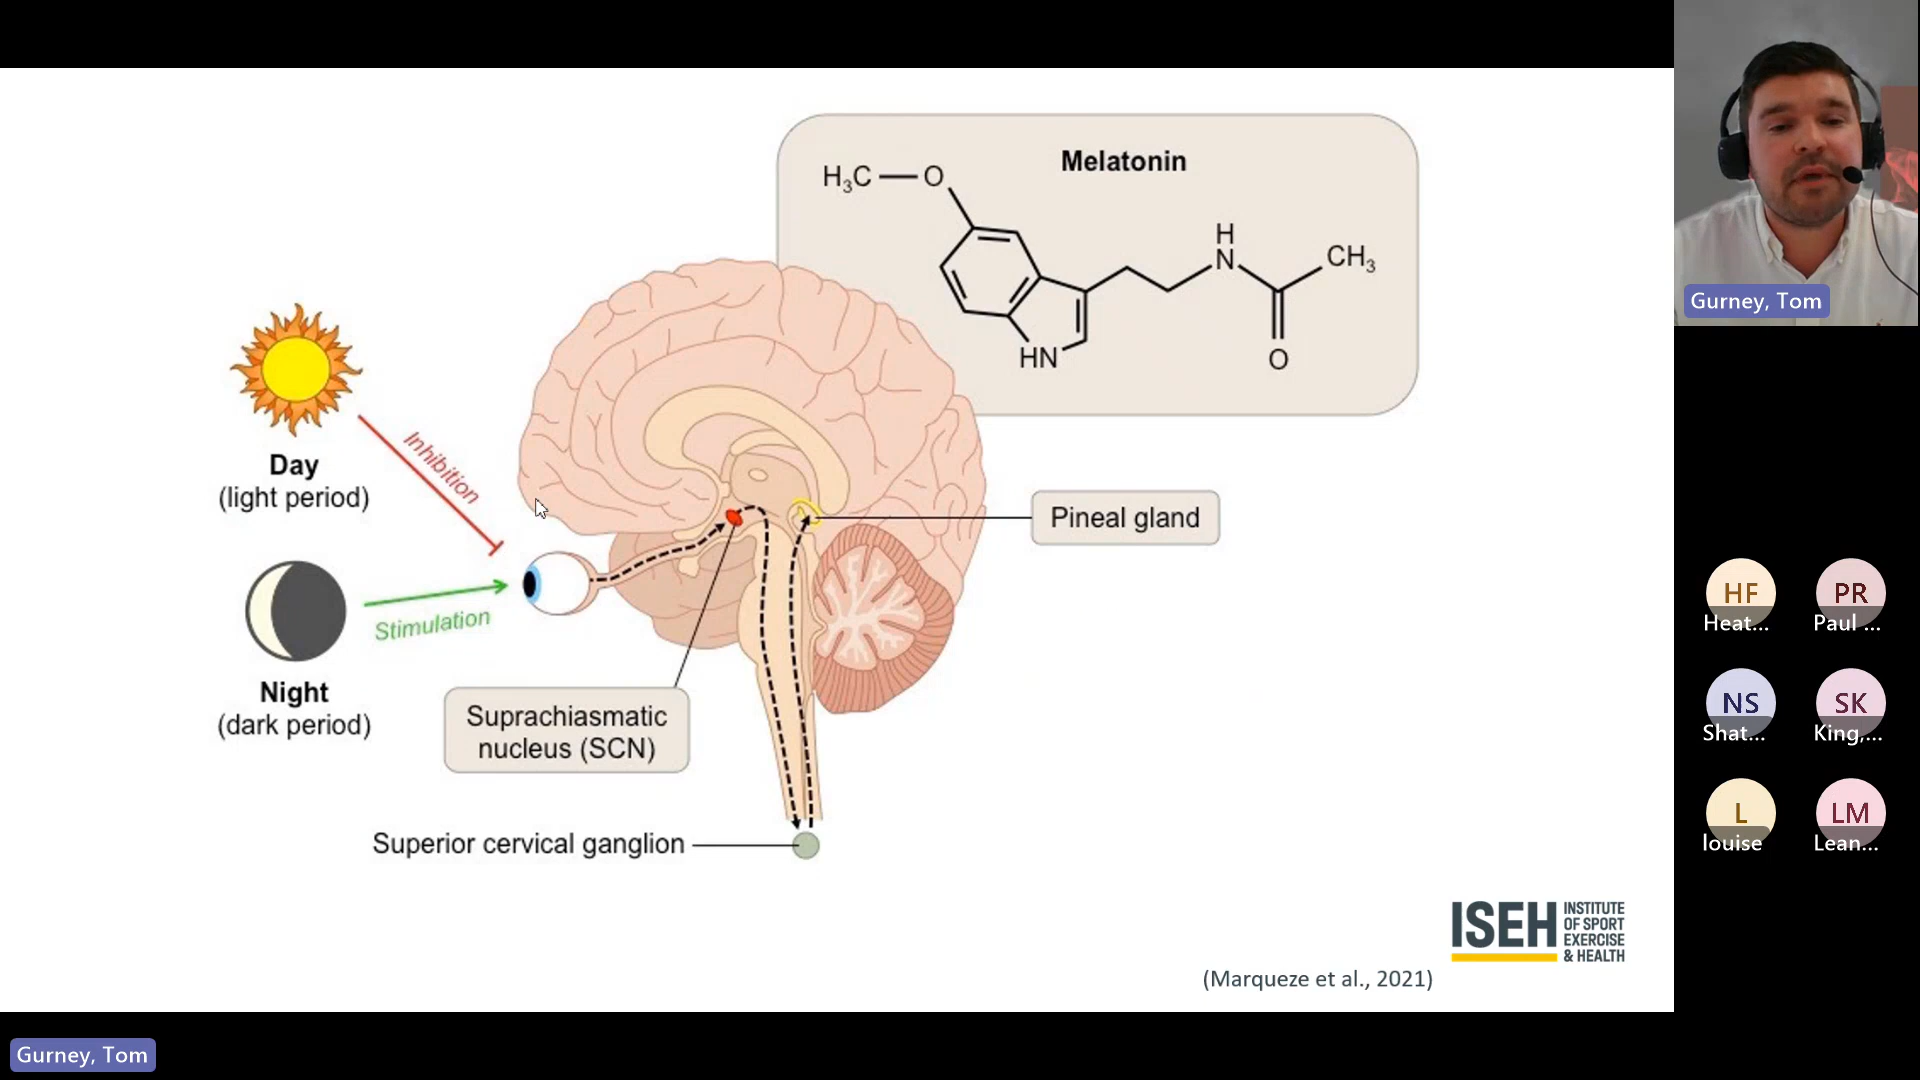 Melatonin
H₃C
O
H
N
CH₃
HN
O
Inhibition
Day
(light period)
Pineal gland
Stimulation
Night
(dark period)
Suprachiasmatic
nucleus (SCN)
Superior cervical ganglion
ISEH
INSTITUTE
OF SPORT
EXERCISE
& HEALTH
(Marqueze et al., 2021)
Gurney, Tom
HF
Heat...
PR
Paul ...
NS
Shat...
SK
King,...
L
louise
LM
Lean...
Gurney, Tom